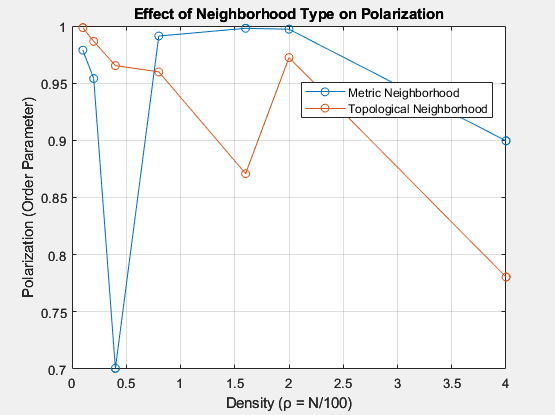 Effect of Neighborhood Type on Polarization
Polarization (Order Parameter)
1
0.95
0.9
0.85
0.8
0.75
0.7
Metric Neighborhood
Topological Neighborhood
0 0.5 1 1.5 2 2.5 3 3.5 4
Density (ρ = N/100)